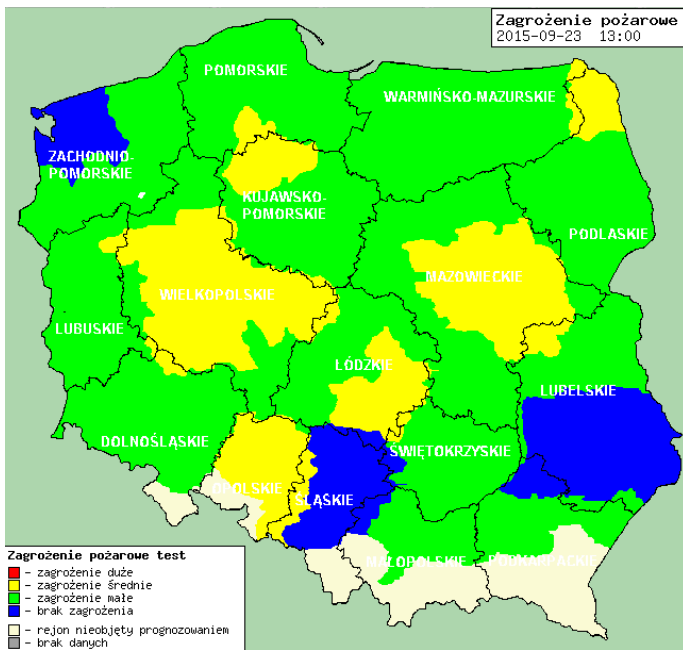 Zagrożenie pożarowe
2015-09-23 13:00
POMORSKIE
WARMIŃSKO-MAZURSKIE
ZACHODNIO-
POMORSKIE
KUJAWSKO-
POMORSKIE
PODLASKIE
MAZOWIECKIE
WIELKOPOLSKIE
LUBUSKIE
ŁÓDZKIE
LUBELSKIE
DOLNOŚLĄSKIE
ŚWIĘTOKRZYSKIE
OPOLSKIE
ŚLĄSKIE
MAŁOPOLSKIE
PODKARPACKIE
Zagrożenie pożarowe test
- zagrożenie duże
- zagrożenie średnie
- zagrożenie małe
- brak zagrożenia
- rejon nieobjęty prognozowaniem
- brak danych